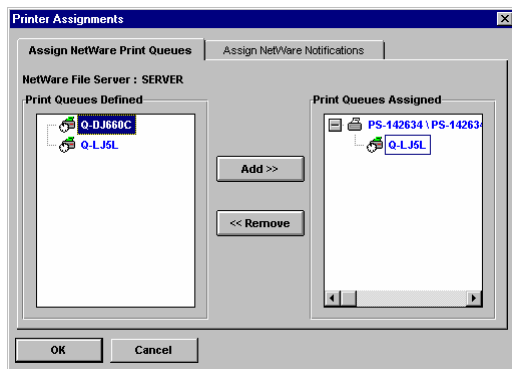 Printer Assignments
Assign NetWare Print Queues
Assign NetWare Notifications
NetWare File Server : SERVER
Print Queues Defined
Q-DJ660C
Q-LJ5L
Add >>
<< Remove
Print Queues Assigned
PS-142634 \ PS-142634
Q-LJ5L
OK
Cancel